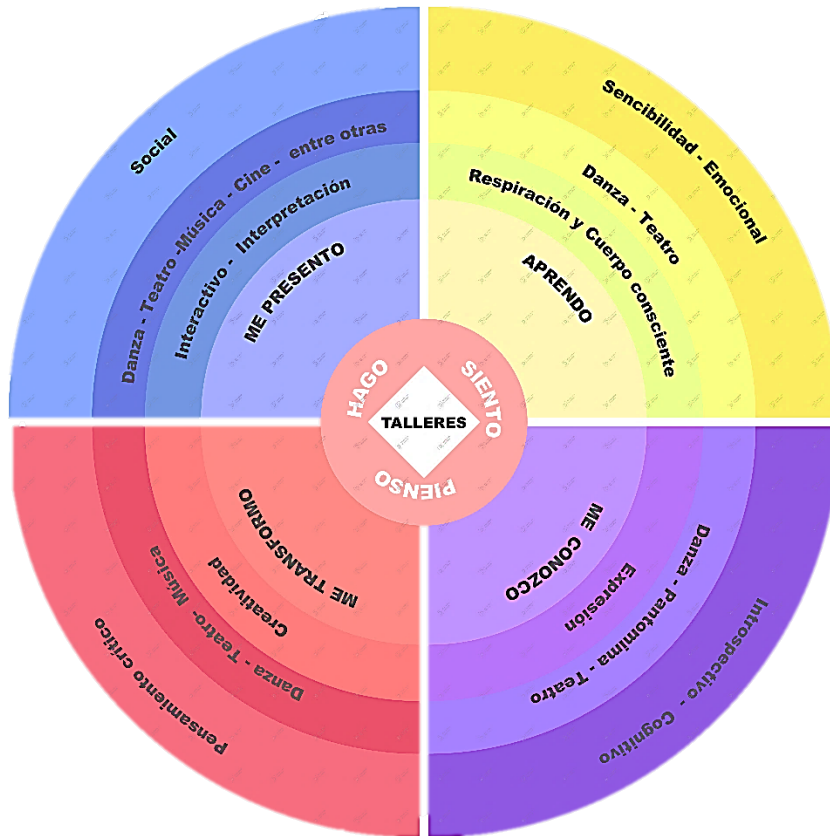 Social
Danza - Teatro -Música - Cine - entre otras
Interactivo - Interpretación
ME PRESENTO
Sencibilidad - Emocional
Danza - Teatro
Respiración y Cuerpo consciente
APRENDO
HAGO
SIENTO
PIENSO
TALLERES
ME TRANSFORMO
Creatividad
Danza - Teatro- Música
Pensamiento crítico
ME CONOZCO
Expresión
Danza - Pantomima - Teatro
Introspectivo - Cognitivo